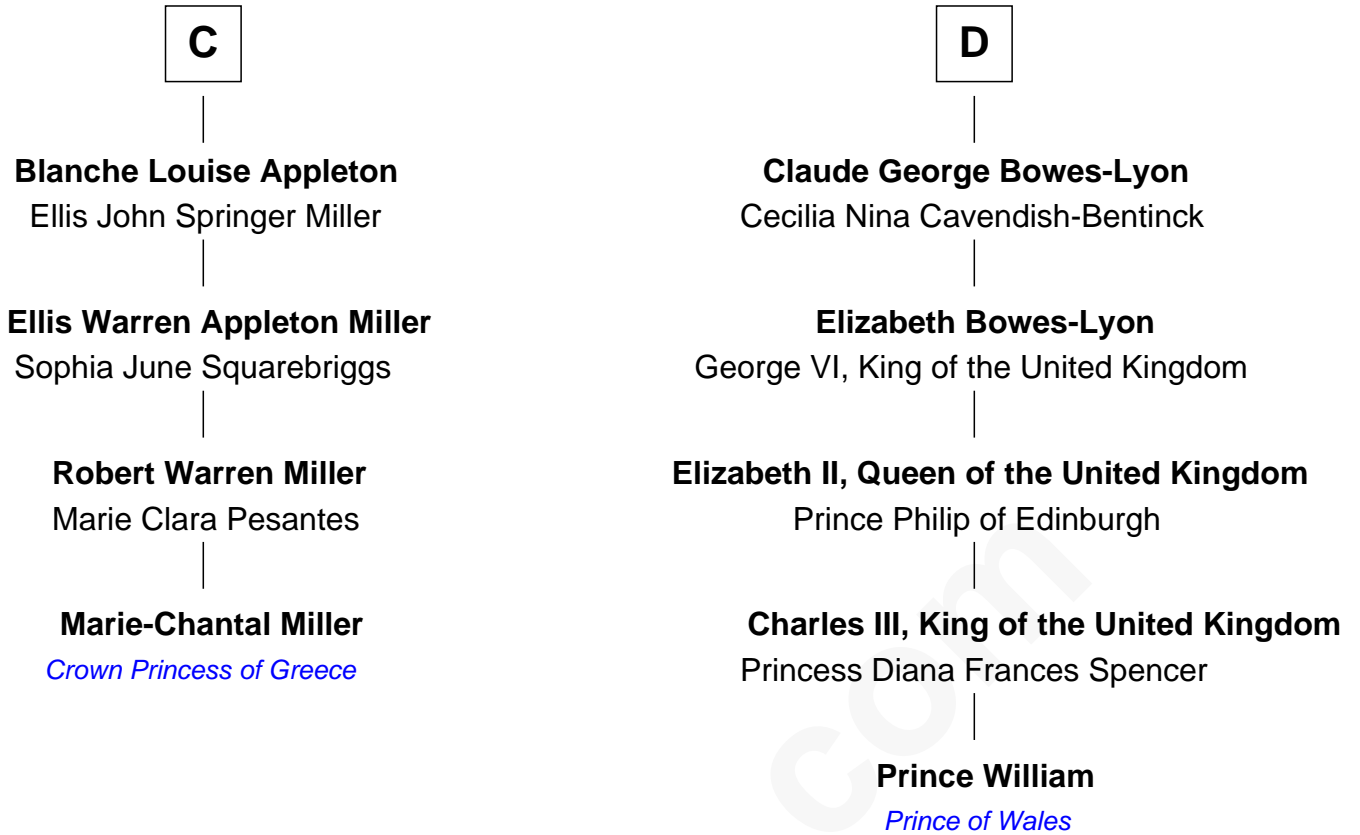 C
Blanche Louise Appleton
Ellis John Springer Miller
Ellis Warren Appleton Miller
Sophia June Squarebriggs
Robert Warren Miller
Marie Clara Pesantes
Marie-Chantal Miller
Crown Princess of Greece
D
Claude George Bowes-Lyon
Cecilia Nina Cavendish-Bentinck
Elizabeth Bowes-Lyon
George VI, King of the United Kingdom
Elizabeth II, Queen of the United Kingdom
Prince Philip of Edinburgh
Charles III, King of the United Kingdom
Princess Diana Frances Spencer
Prince William
Prince of Wales
com